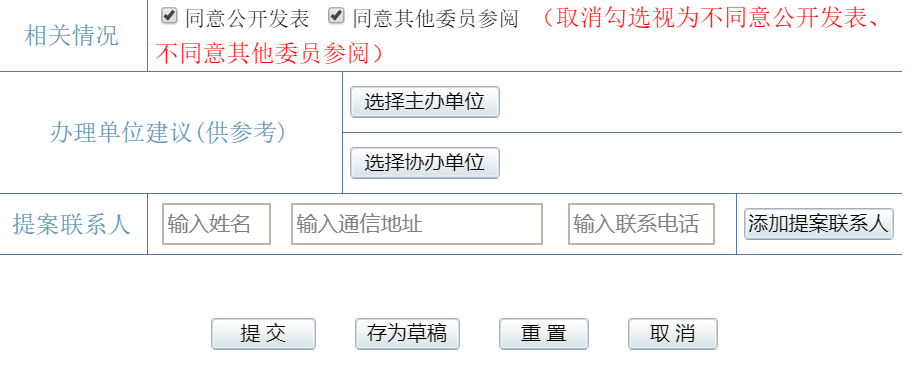 相关情况 同意公开发表 同意其他委员参阅 （取消勾选视为不同意公开发表、
不同意其他委员参阅）
办理单位建议(供参考)
选择主办单位
选择协办单位
提案联系人 输入姓名 输入通信地址 输入联系电话 添加提案联系人
提 交 存为草稿 重 置 取 消